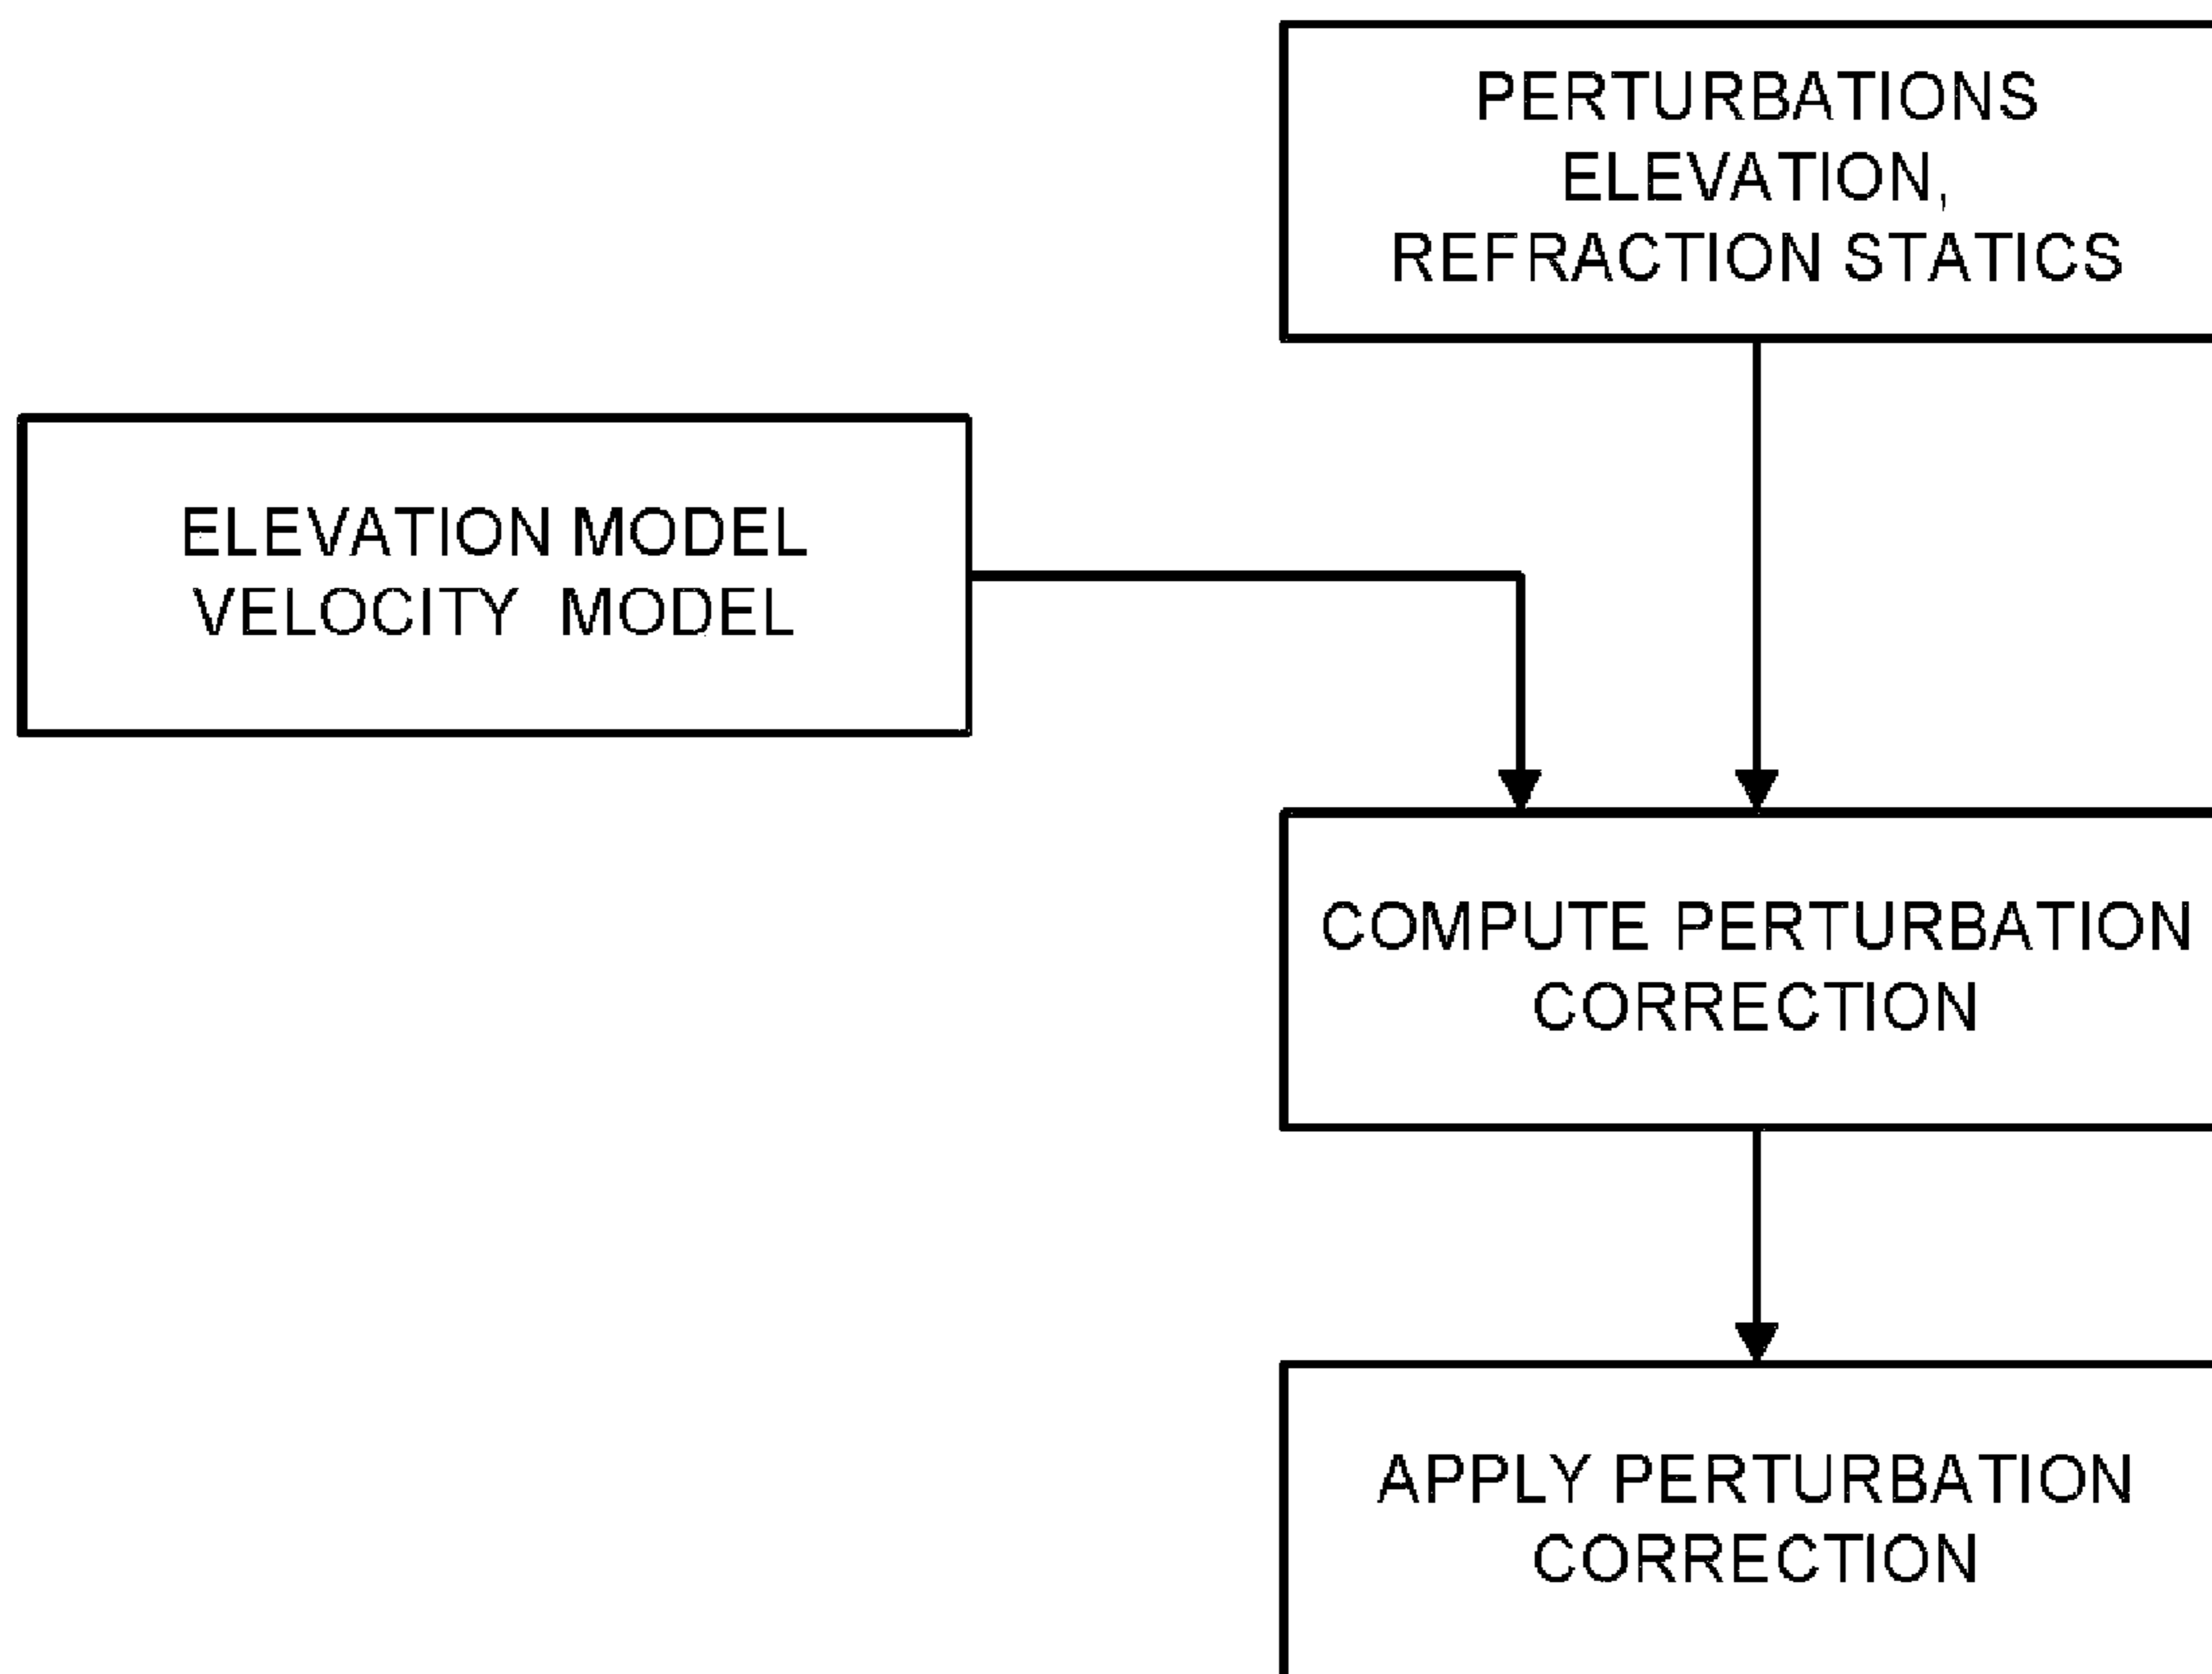 PERTURBATIONS
ELEVATION,
REFRACTION STATICS
ELEVATION MODEL
VELOCITY MODEL
COMPUTE PERTURBATION
CORRECTION
APPLY PERTURBATION
CORRECTION